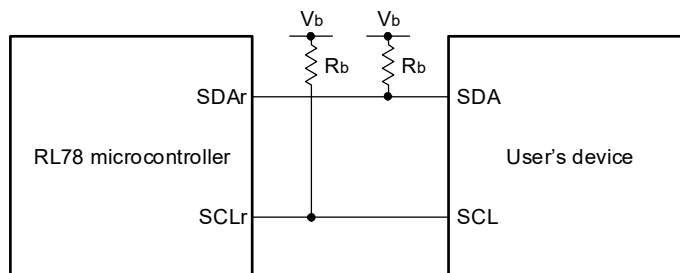 Vb Vb
Rb Rb
SDAr SDA
RL78 microcontroller User's device
SCLr SCL